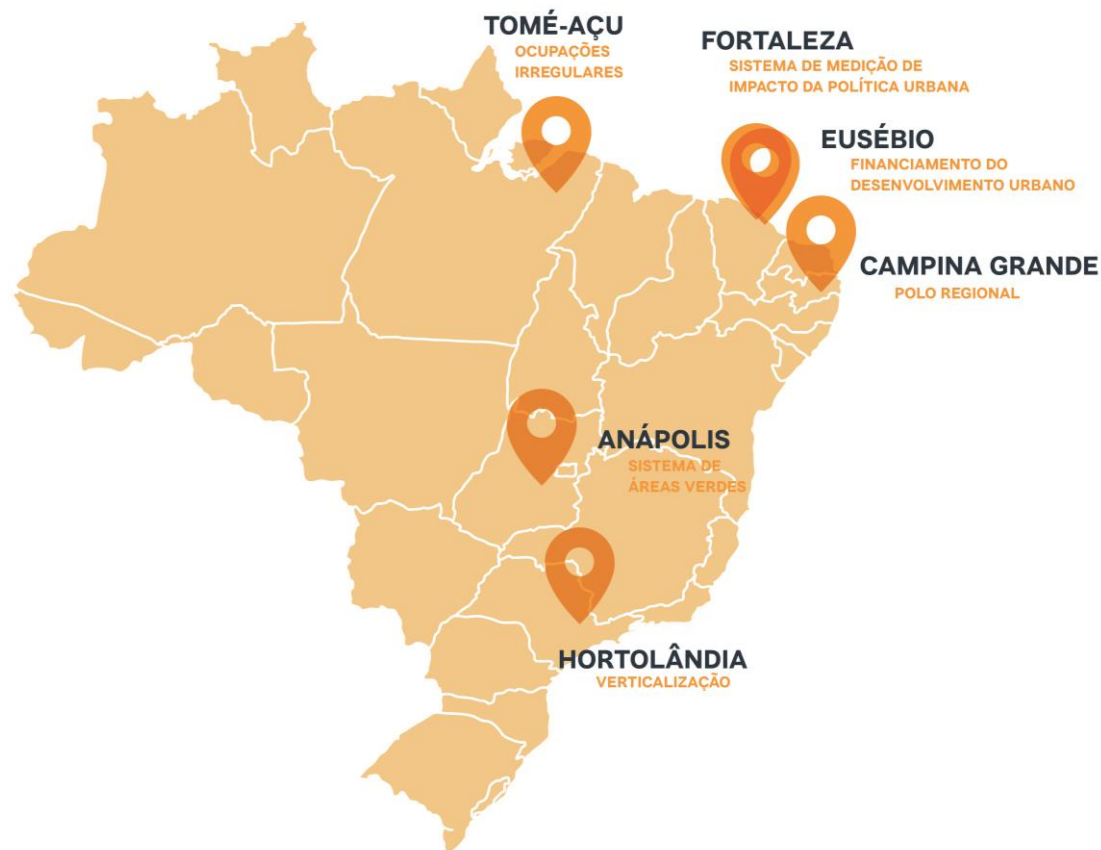 TOMÉ-AÇU
OCUPAÇÕES
IRREGULARES
FORTALEZA
SISTEMA DE MEDIÇÃO DE
IMPACTO DA POLÍTICA URBANA
EUSÉBIO
FINANCIAMENTO DO
DESENVOLVIMENTO URBANO
CAMPINA GRANDE
POLO REGIONAL
ANÁPOLIS
SISTEMA DE
ÁREAS VERDES
HORTOLÂNDIA
VERTICALIZAÇÃO